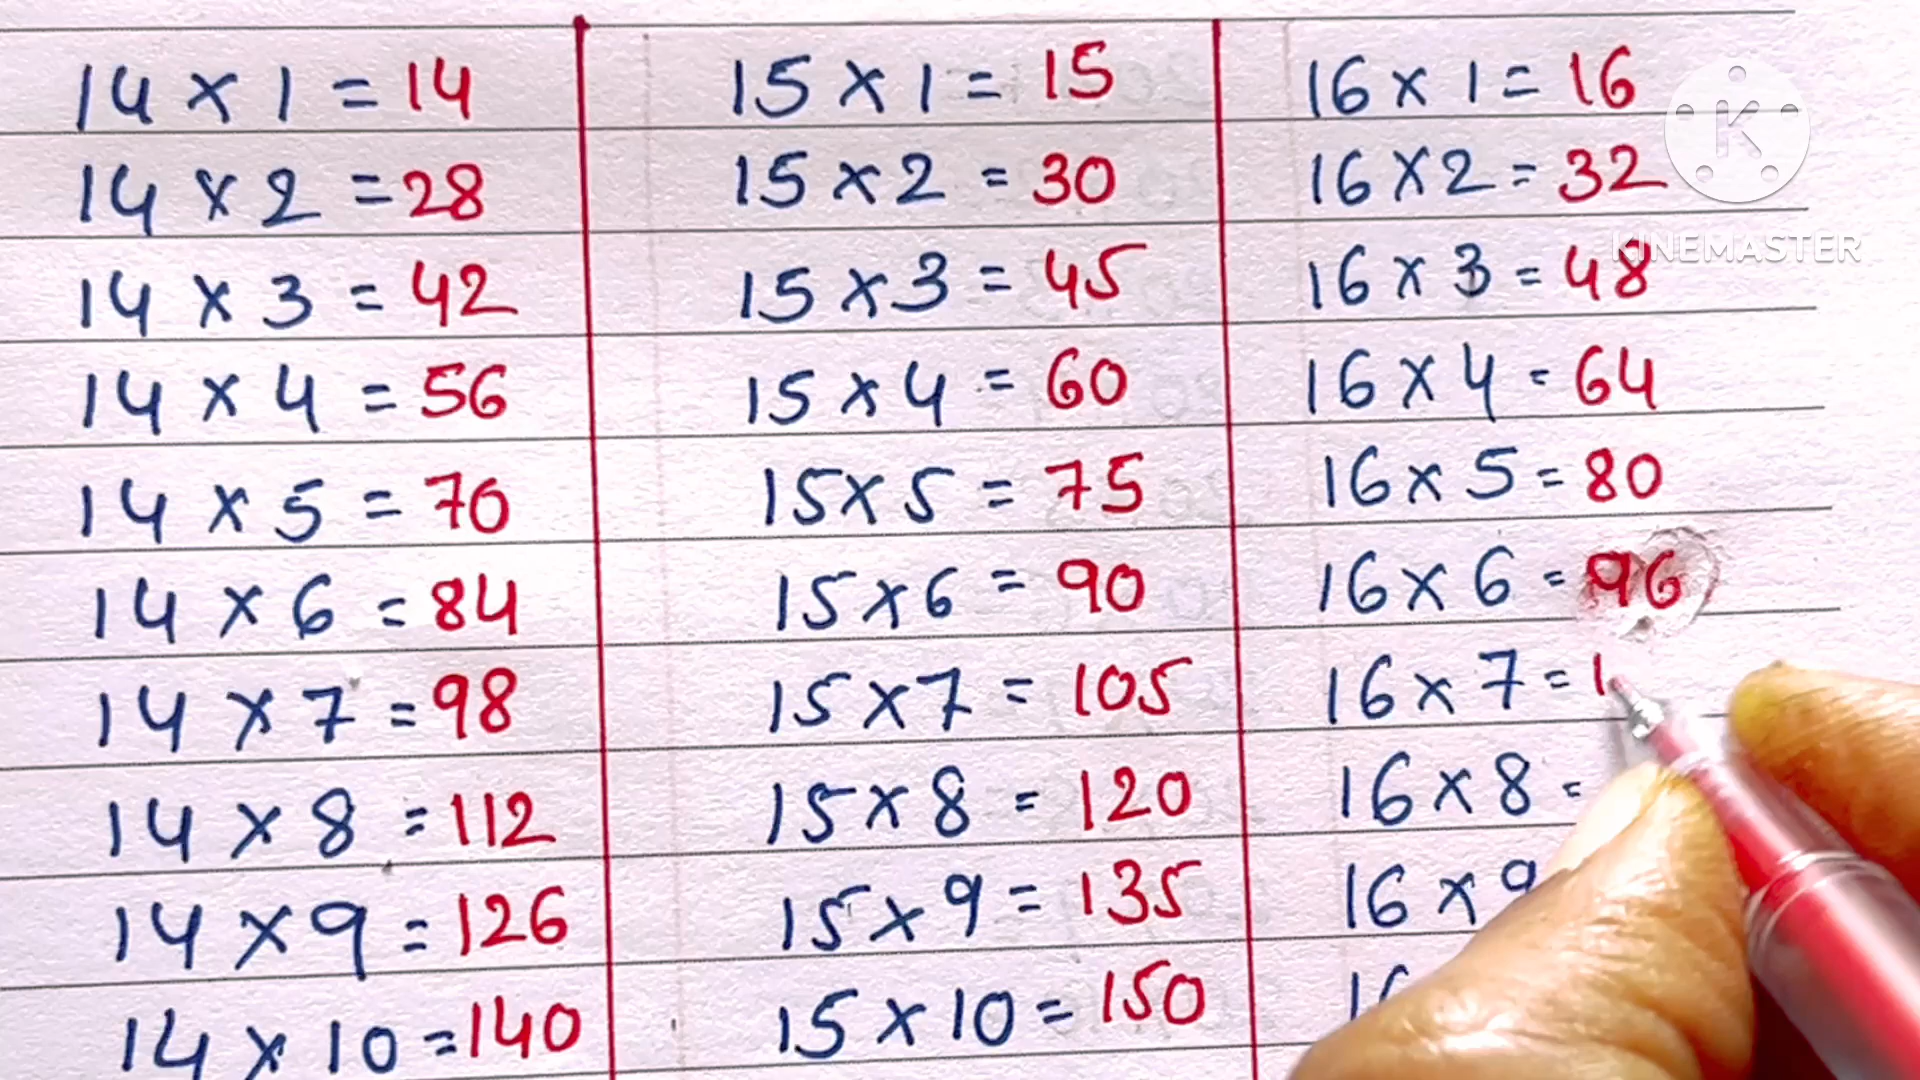 14 × 1 = 14
14 × 2 = 28
14 × 3 = 42
14 × 4 = 56
14 × 5 = 70
14 × 6 = 84
14 × 7 = 98
14 × 8 = 112
14 × 9 = 126
14 × 10 = 140
15 × 1 = 15
15 × 2 = 30
15 × 3 = 45
15 × 4 = 60
15 × 5 = 75
15 × 6 = 90
15 × 7 = 105
15 × 8 = 120
15 × 9 = 135
15 × 10 = 150
16 × 1 = 16
16 × 2 = 32
16 × 3 = 48
16 × 4 = 64
16 × 5 = 80
16 × 6 = 96
16 × 7 = 1
16 × 8 =
16 × 9
K
KINEMASTER